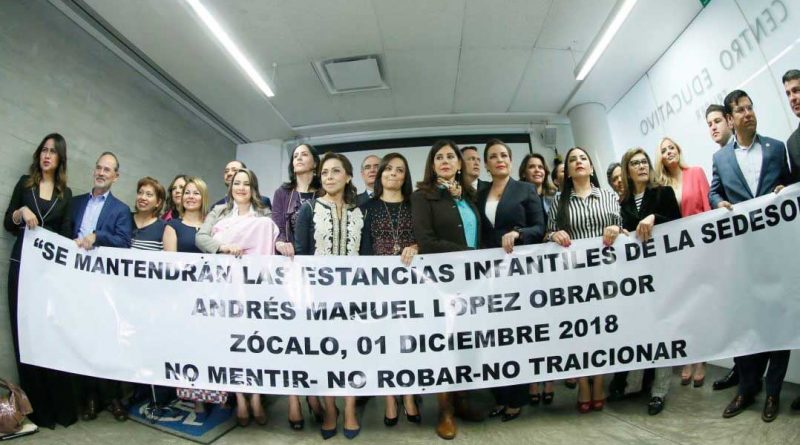 CENTRO EDUCATIVO
"SE MANTENDRÁN LAS ESTANCIAS INFANTILES DE LA SEDESOL
ANDRÉS MANUEL LÓPEZ OBRADOR
ZÓCALO, 01 DICIEMBRE 2018
NO MENTIR- NO ROBAR-NO TRAICIONAR